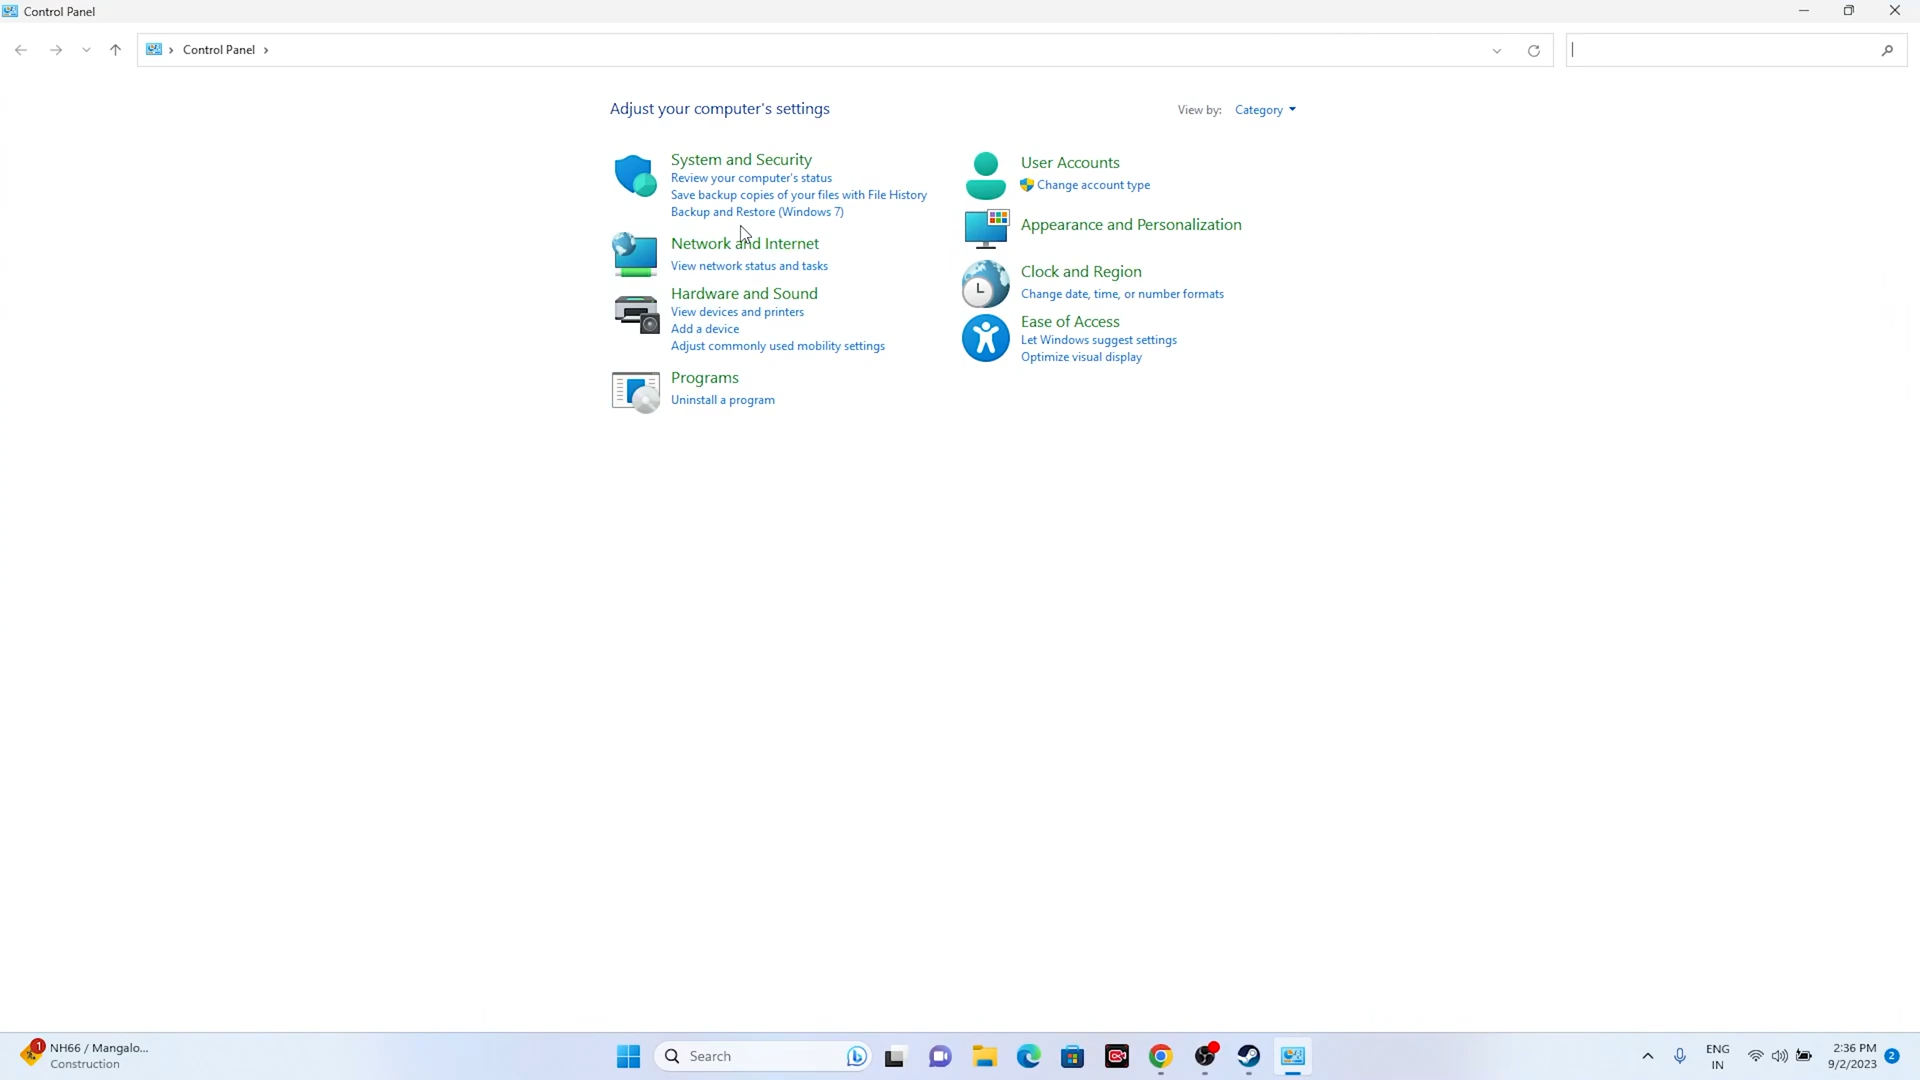 Control Panel
Control Panel
Adjust your computer's settings
View by: Category
System and Security
Review your computer's status
Save backup copies of your files with File History
Backup and Restore (Windows 7)
Network and Internet
View network status and tasks
Hardware and Sound
View devices and printers
Add a device
Adjust commonly used mobility settings
Programs
Uninstall a program
User Accounts
Change account type
Appearance and Personalization
Clock and Region
Change date, time, or number formats
Ease of Access
Let Windows suggest settings
Optimize visual display
1
NH66 / Mangalo...
Construction
Search
ENG
IN
2:36 PM
9/2/2023
2